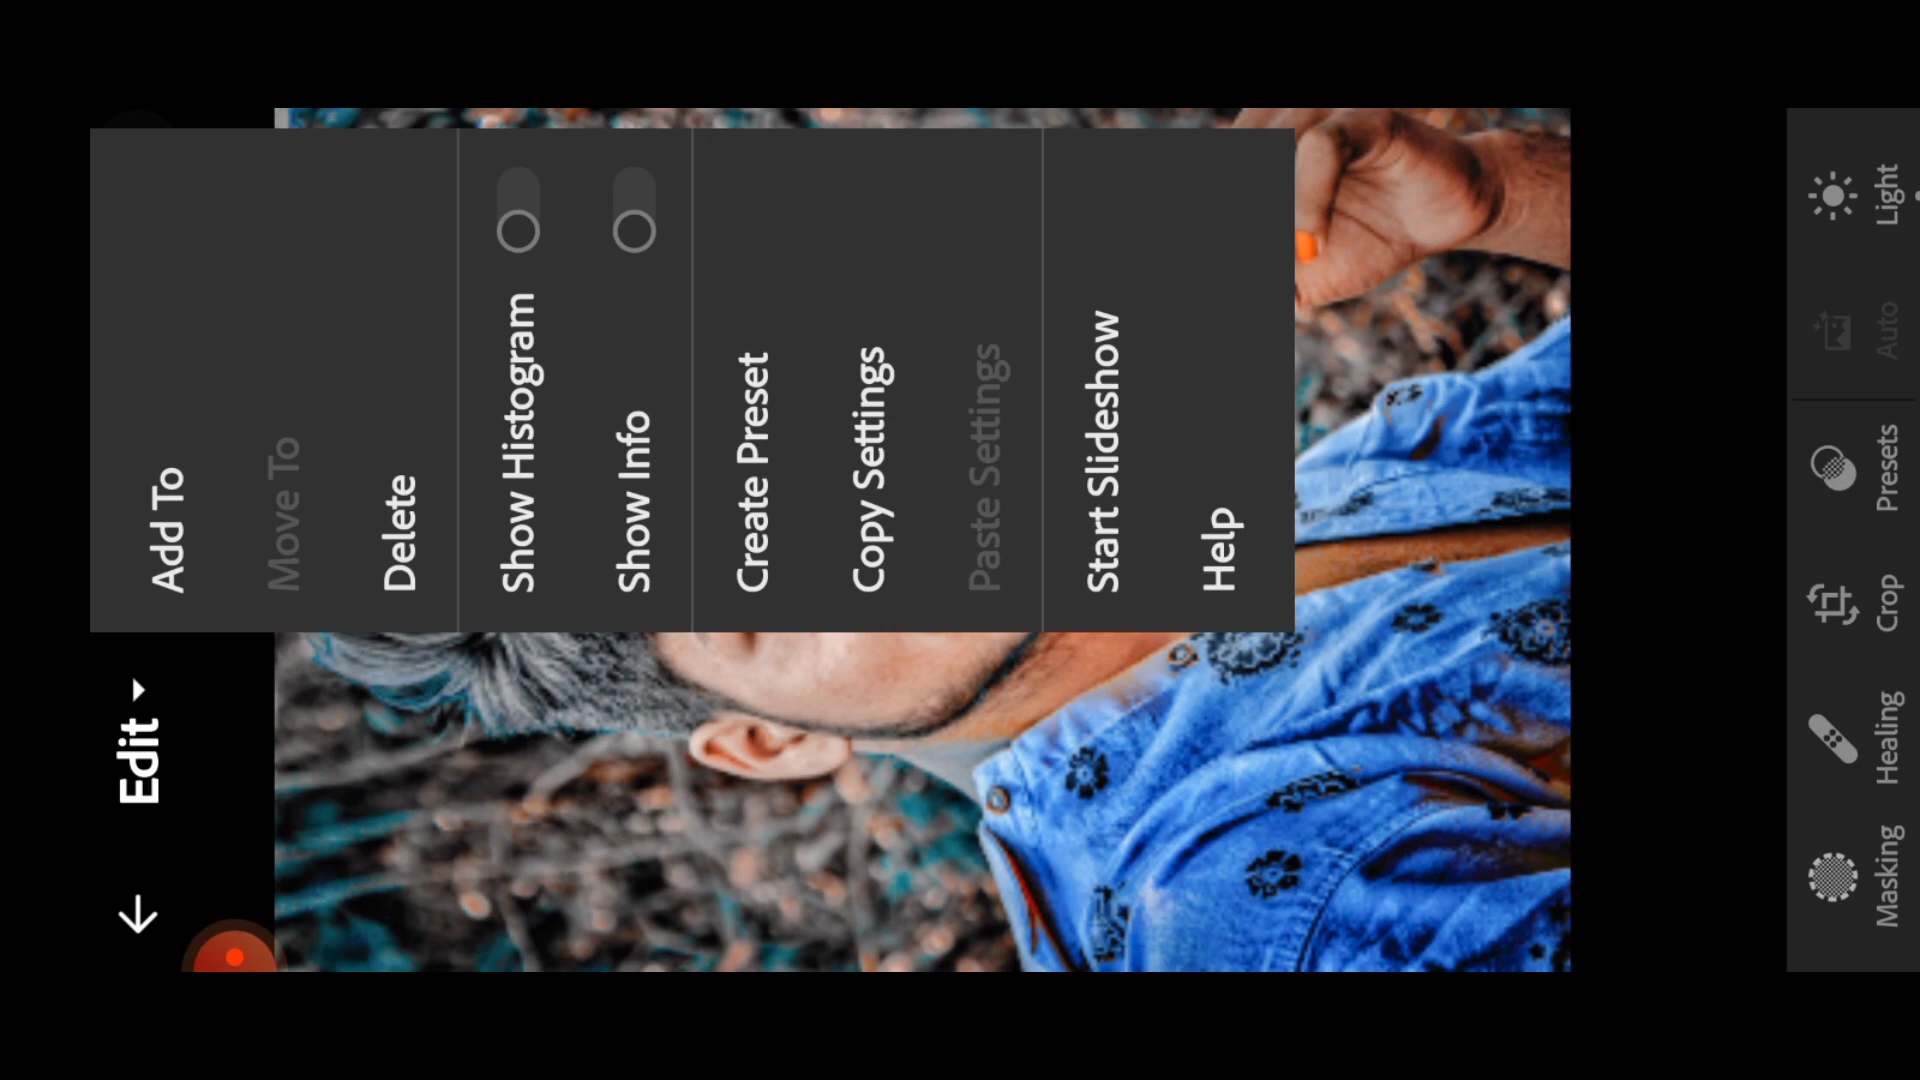 Edit
Add To
Move To
Delete
Show Histogram
Show Info
Create Preset
Copy Settings
Paste Settings
Start Slideshow
Help
Masking
Healing
Crop
Presets
Auto
Light